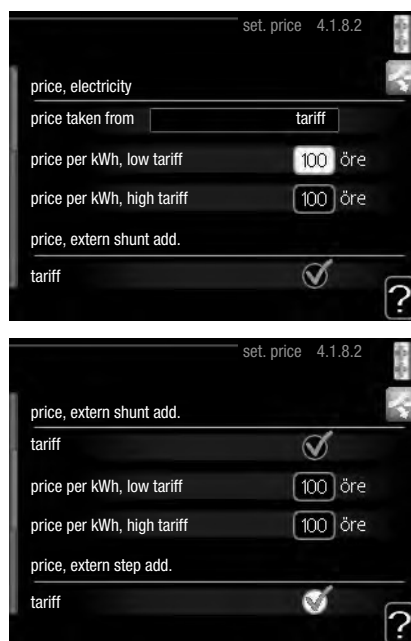 set. price 4.1.8.2
price, electricity
price taken from tariff
price per kWh, low tariff 100 öre
price per kWh, high tariff 100 öre
price, extern shunt add.
tariff
?
set. price 4.1.8.2
price, extern shunt add.
tariff
price per kWh, low tariff 100 öre
price per kWh, high tariff 100 öre
price, extern step add.
tariff
?